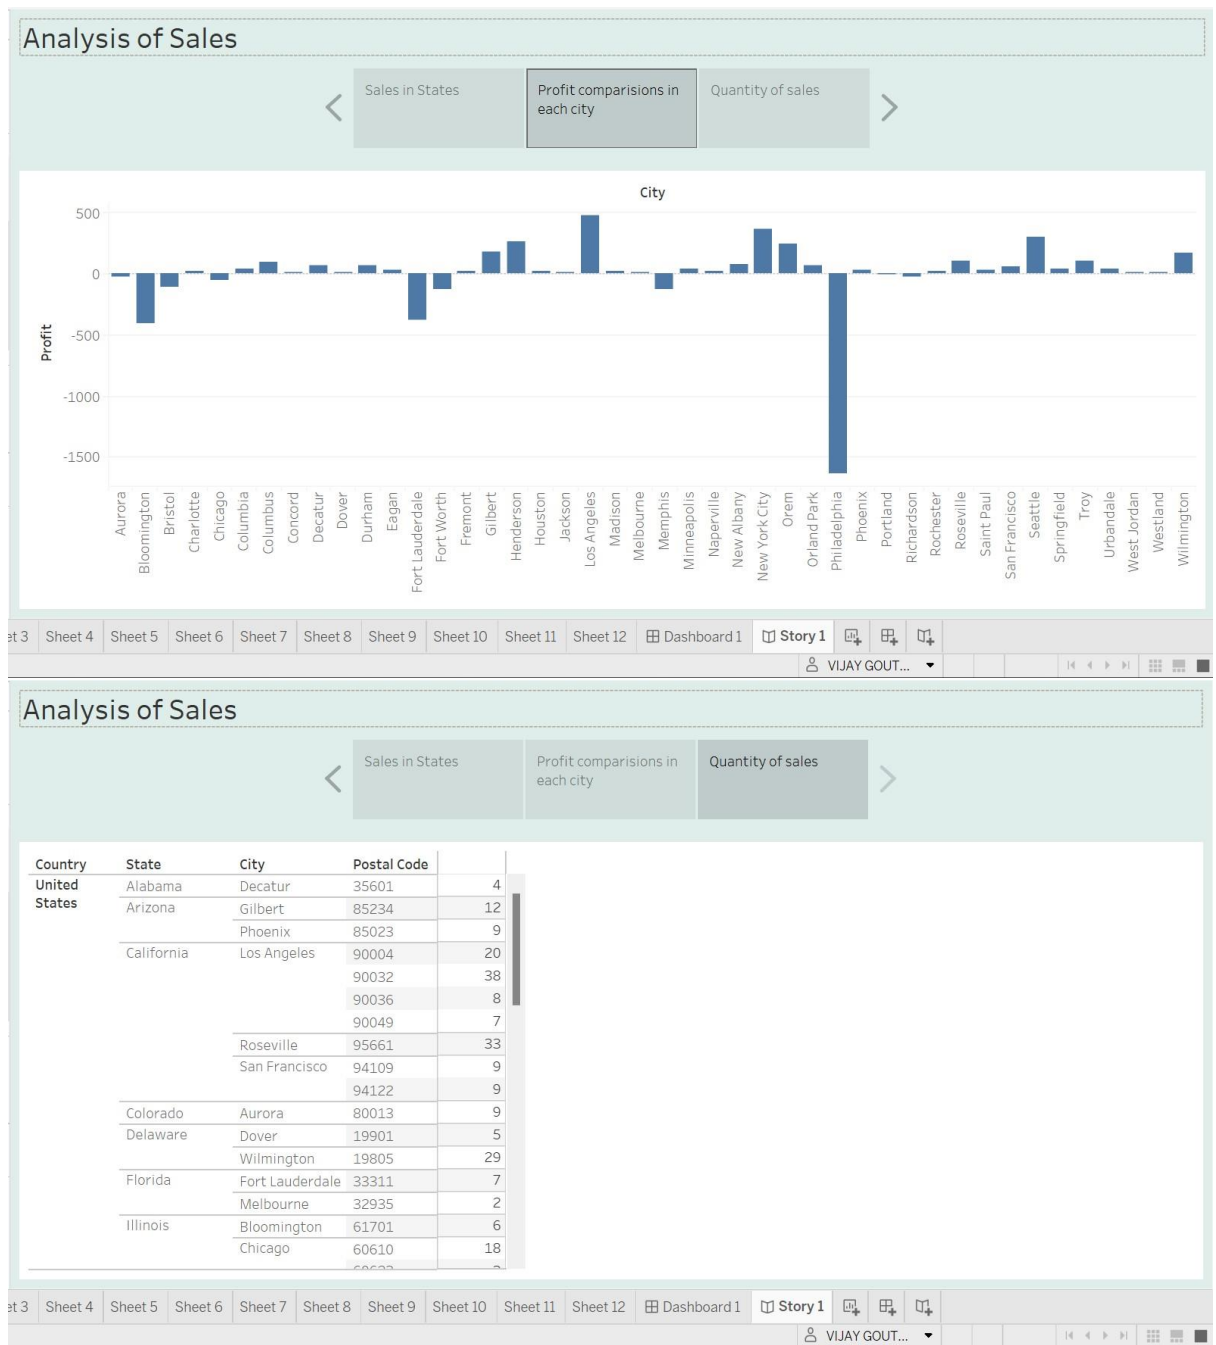 Analysis of Sales
Sales in States
Profit comparisions in
each city
Quantity of sales
City
500
0
-500
-1000
-1500
Profit
Aurora
Bloomington
Bristol
Charlotte
Chicago
Columbia
Columbus
Concord
Decatur
Dover
Durham
Eagan
Fort Lauderdale
Fort Worth
Fremont
Gilbert
Henderson
Houston
Jackson
Los Angeles
Madison
Melbourne
Memphis
Minneapolis
Naperville
New Albany
New York City
Orem
Orland Park
Philadelphia
Phoenix
Portland
Richardson
Rochester
Roseville
Saint Paul
San Francisco
Seattle
Springfield
Troy
Urbandale
West Jordan
Westland
Wilmington
et 3 Sheet 4 Sheet 5 Sheet 6 Sheet 7 Sheet 8 Sheet 9 Sheet 10 Sheet 11 Sheet 12 Dashboard 1 Story 1
VIJAY GOUT...
Analysis of Sales
Sales in States
Profit comparisions in
each city
Quantity of sales
Country State City Postal Code
United Alabama Decatur 35601 4
States Arizona Gilbert 85234 12
Phoenix 85023 9
California Los Angeles 90004 20
90032 38
90036 8
90049 7
Roseville 95661 33
San Francisco 94109 9
94122 9
Colorado Aurora 80013 9
Delaware Dover 19901 5
Wilmington 19805 29
Florida Fort Lauderdale 33311 7
Melbourne 32935 2
Illinois Bloomington 61701 6
Chicago 60610 18
et 3 Sheet 4 Sheet 5 Sheet 6 Sheet 7 Sheet 8 Sheet 9 Sheet 10 Sheet 11 Sheet 12 Dashboard 1 Story 1
VIJAY GOUT...